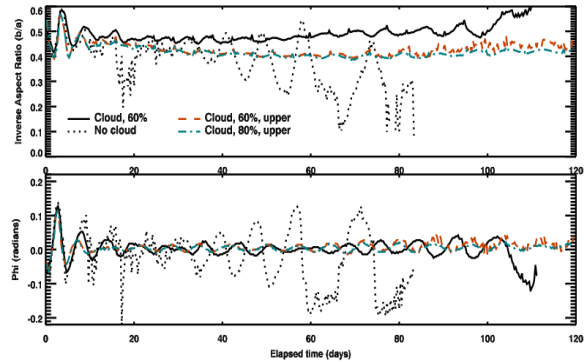 0.6
0.5
0.4
0.3
0.2
0.1
0.0
Inverse Aspect Ratio (b/a)
Cloud, 60%
No cloud
Cloud, 60%, upper
Cloud, 80%, upper
0 20 40 60 80 100 120
0.2
0.1
0.0
-0.1
-0.2
Phi (radians)
0 20 40 60 80 100 120
Elapsed time (days)